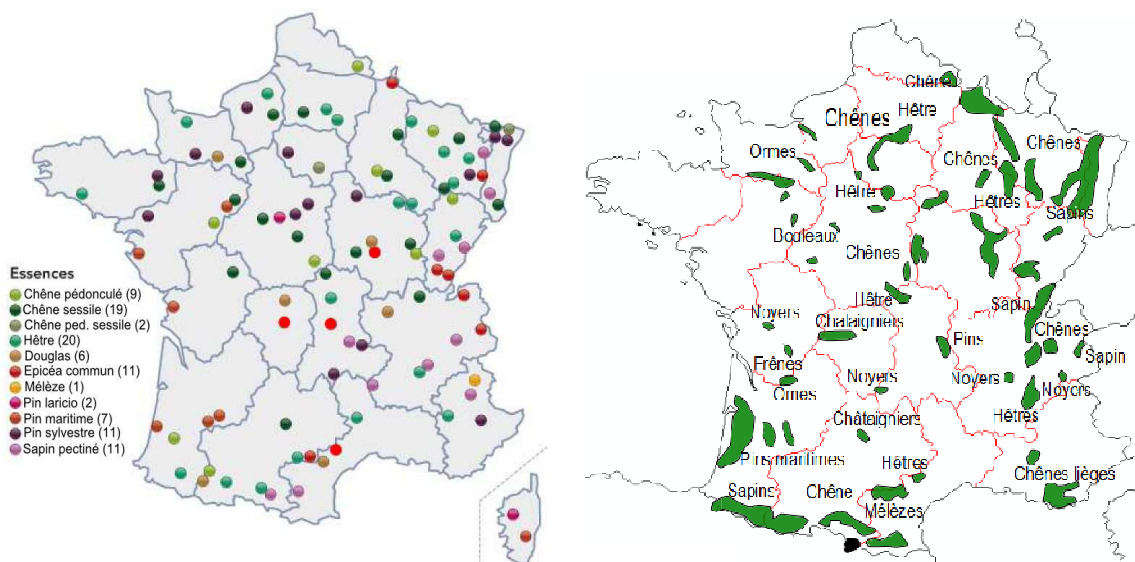 Essences
Chêne pédonculé (9)
Chêne sessile (19)
Chêne ped. sessile (2)
Hêtre (20)
Douglas (6)
Epicéa commun (11)
Mélèze (1)
Pin laricio (2)
Pin maritime (7)
Pin sylvestre (11)
Sapin pectiné (11)
Chêne
Hêtre
Chênes
Chênes
Ormes
Chênes
Hêtre
Hêtres
Sapins
Bouleaux
Chênes
Hêtre
Sapin
Noyers
Chataigniers
Chênes
Pins
Sapin
Frênes
Noyers
Noyers
Noyers
Ormes
Châtaigniers
Hêtres
Pins maritimes
Hêtres
Chênes lièges
Sapins
Chêne
Mélèzes